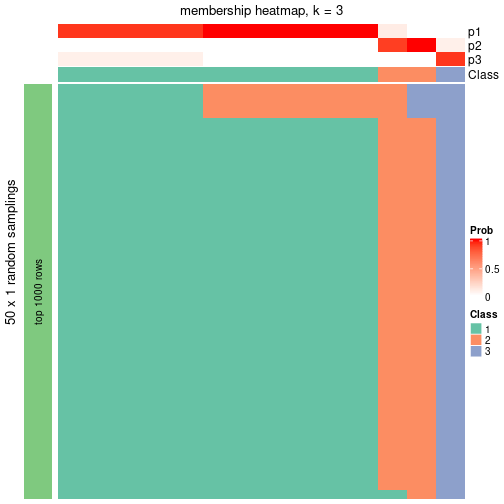 membership heatmap, k = 3
p1
p2
p3
Class
50 x 1 random samplings
top 1000 rows
Prob
1
0.5
0
Class
1
2
3